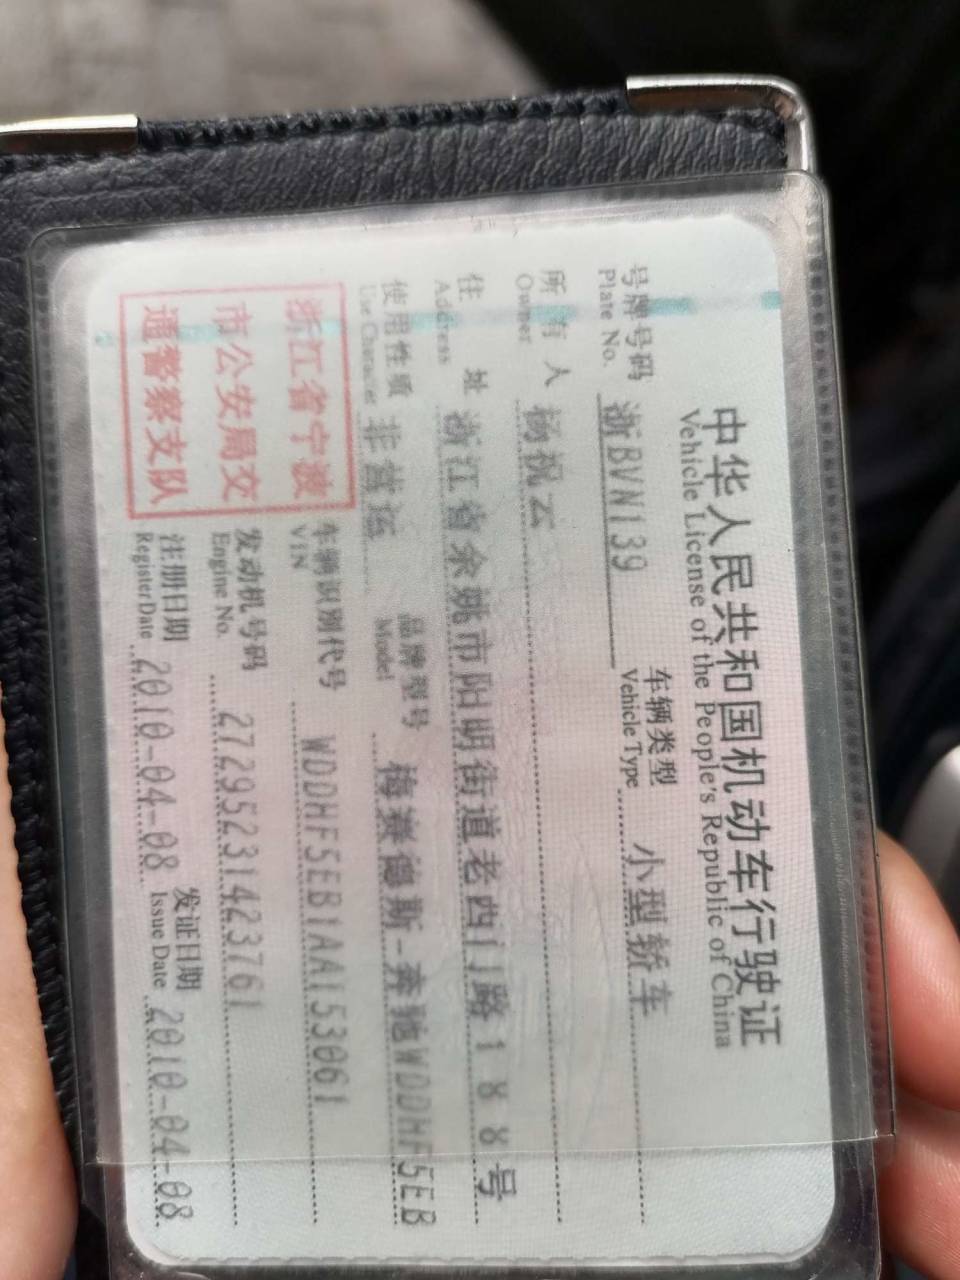 中华人民共和国机动车行驶证
Vehicle License of the People's Republic of China
号牌号码 浙BVN139 车辆类型 小型轿车
Plate No. Vehicle Type
所有人 杨祝云
Owner
住址 浙江省余姚市阳明街道老西门路188号
Address
使用性质 非营运 品牌型号 梅赛德斯-奔驰WDDHF5EB
Use Character Model
浙江省宁波
市公安局交
通警察支队
车辆识别代号 WDDHF5EB1AA153061
VIN
发动机号码 27295231423761
Engine No.
注册日期 2010-04-08 发证日期 2010-04-08
Register Date Issue Date